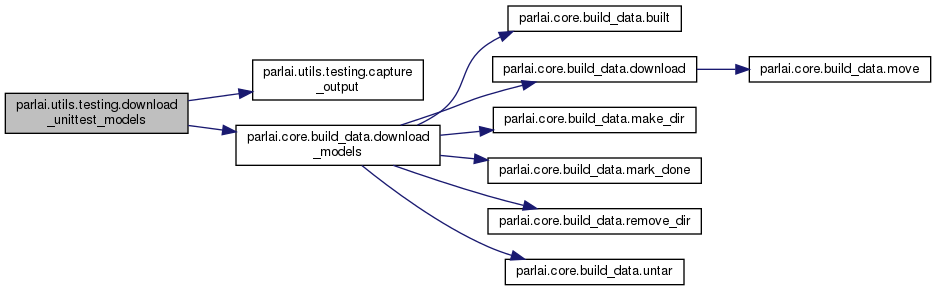 parlai.utils.testing.download
_unittest_models
parlai.utils.testing.capture
_output
parlai.core.build_data.download
_models
parlai.core.build_data.built
parlai.core.build_data.download
parlai.core.build_data.move
parlai.core.build_data.make_dir
parlai.core.build_data.mark_done
parlai.core.build_data.remove_dir
parlai.core.build_data.untar